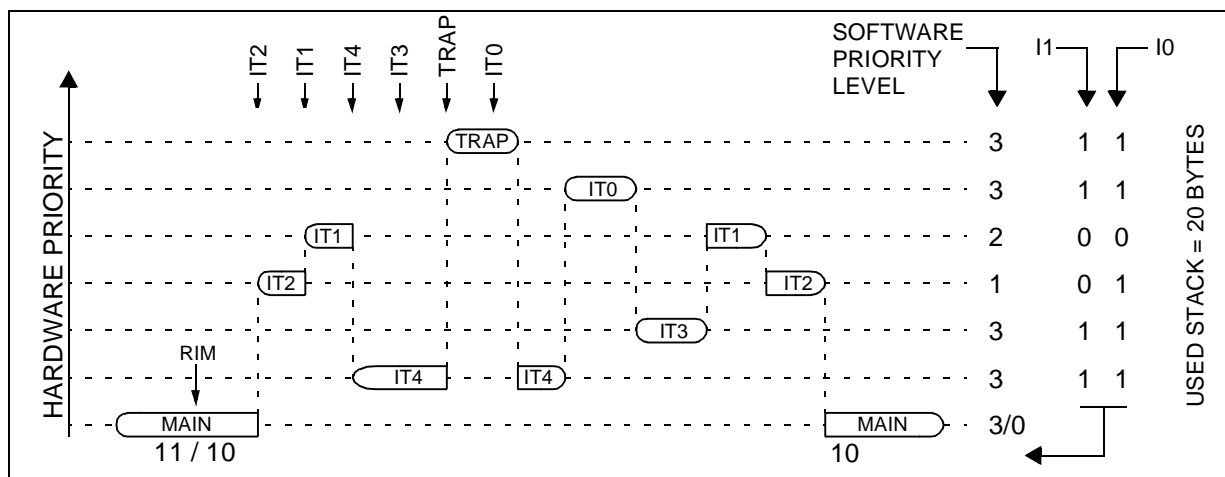 IT2
IT1
IT4
IT3
TRAP
IT0
SOFTWARE
PRIORITY
LEVEL
I1
I0
HARDWARE PRIORITY
USED STACK = 20 BYTES
TRAP
3
1 1
IT0
3
1 1
IT1
IT1
2
0 0
IT2
IT2
1
0 1
IT3
3
1 1
RIM
IT4
IT4
3
1 1
MAIN
MAIN
3/0
11 / 10
10